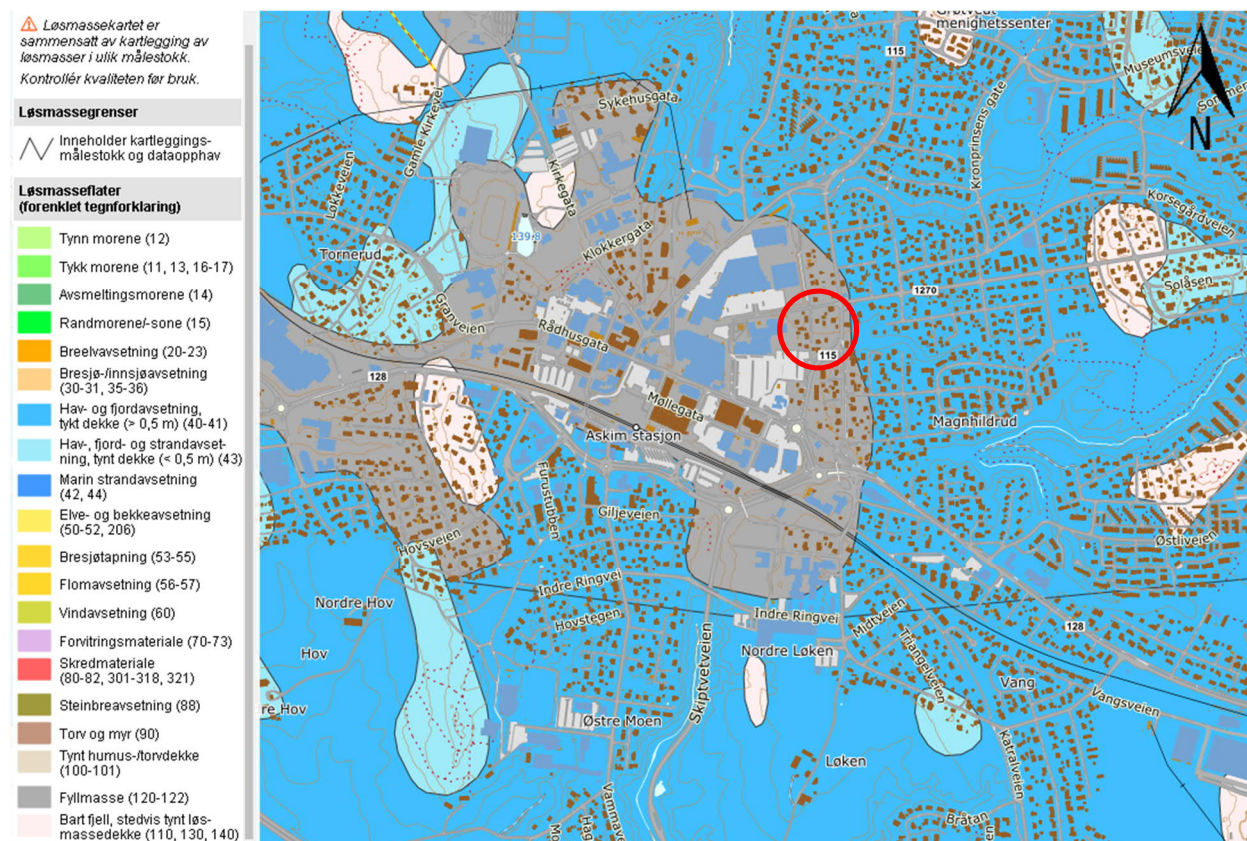 Løsmassekartet er
sammensatt av kartlegging av
løsmasser i ulik målestokk.
Kontrollér kvaliteten før bruk.
Løsmassegrenser
Inneholder kartleggings-
målestokk og dataopphav
Løsmasseflater
(forenklet tegnforklaring)
Tynn morene (12)
Tykk morene (11, 13, 16-17)
Avsmeltingsmorene (14)
Randmorene/-sone (15)
Breelvavsetning (20-23)
Bresjø-/innsjøavsetning
(30-31, 35-36)
Hav- og fjordavsetning,
tykt dekke (> 0,5 m) (40-41)
Hav-, fjord- og strandavset-
ning, tynt dekke (< 0,5 m) (43)
Marin strandavsetning
(42, 44)
Elve- og bekkeavsetning
(50-52, 206)
Bresjøtapning (53-55)
Flomavsetning (56-57)
Vindavsetning (60)
Forvitringsmateriale (70-73)
Skredmateriale
(80-82, 301-318, 321)
Steinbreavsetning (88)
Torv og myr (90)
Tynt humus-/torvdekke
(100-101)
Fyllmasse (120-122)
Bart fjell, stedvis tynt løs-
massedekke (110, 130, 140)
Grøtvedt
menighetssenter
115
Museumsveien
N
Sykehusgata
Gamle Kirkevei
Kirkegata
Kronprinsens gate
Løkkeveien
Korsegårdveien
139,8
Klokkergata
Tornerud
Solåsen
1270
Granveien
Rådhusgata
115
128
Møllegata
Magnhildrud
Askim stasjon
Furustubben
Giljeveien
Østliveien
Hovsveien
Indre Ringvei
Nordre Hov
Hovstegen
Indre Ringvei
128
Midtveien
Hov
Nordre Løken
Triangelveien
Skiptvetveien
Vang
Vangsveien
re Hov
Østre Moen
Løken
Katralveien
Vammave
Bråtan